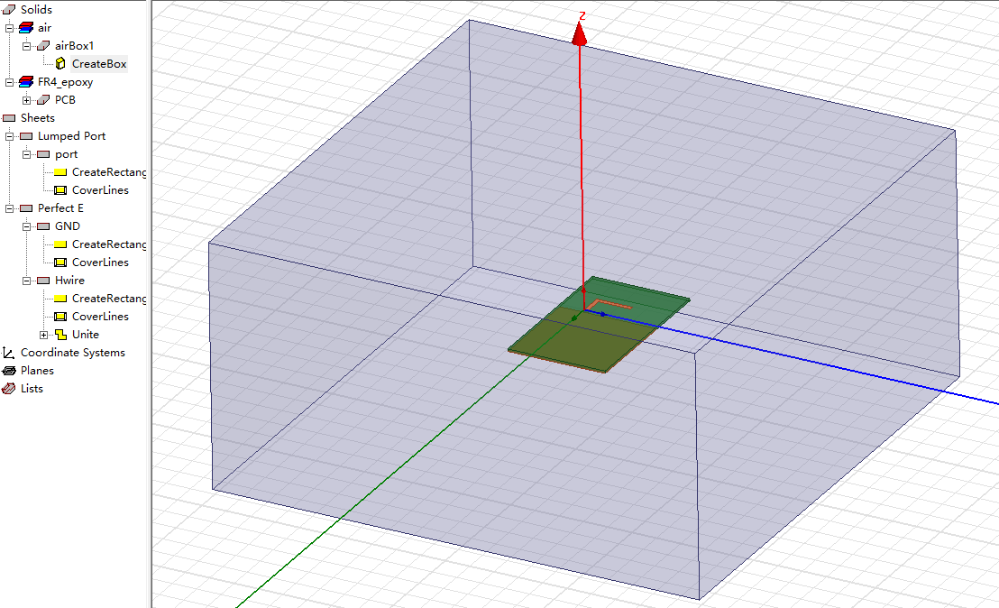 Solids
air
airBox1
CreateBox
FR4_epoxy
PCB
Sheets
Lumped Port
port
CreateRectang
CoverLines
Perfect E
GND
CreateRectang
CoverLines
Hwire
CreateRectang
CoverLines
Unite
Coordinate Systems
Planes
Lists
Z